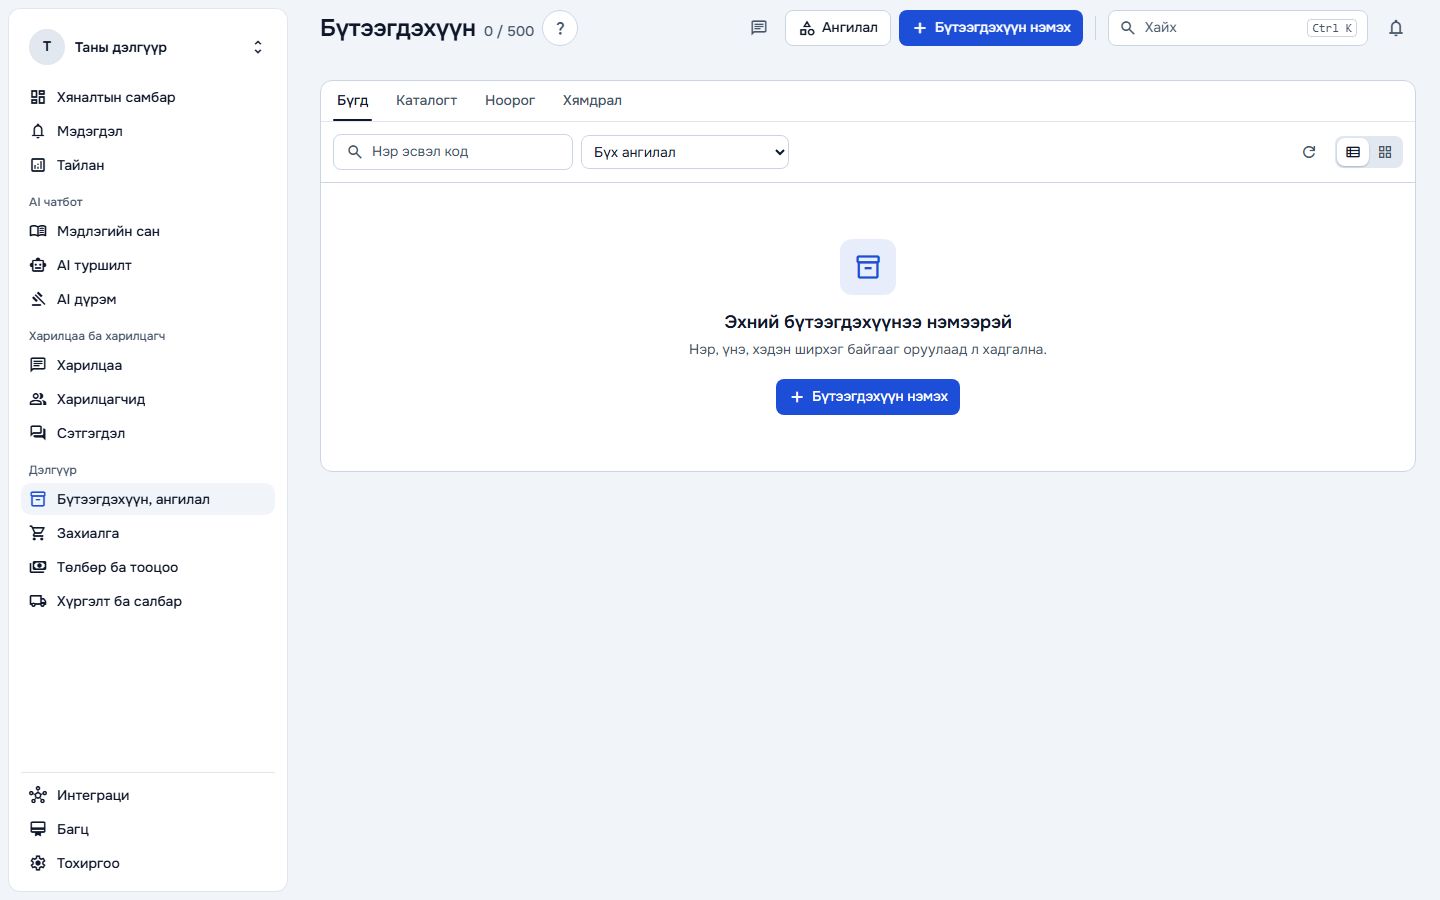 Т
Таны дэлгүүр
Хяналтын самбар
Мэдэгдэл
Тайлан
AI чатбот
Мэдлэгийн сан
AI туршилт
AI дүрэм
Харилцаа ба харилцагч
Харилцаа
Харилцагчид
Сэтгэгдэл
Дэлгүүр
Бүтээгдэхүүн, ангилал
Захиалга
Төлбөр ба тооцоо
Хүргэлт ба салбар
Интеграци
Багц
Тохиргоо
Бүтээгдэхүүн 0 / 500 ?
Ангилал
+ Бүтээгдэхүүн нэмэх
Хайх Ctrl K
Бүгд Каталогт Ноорог Хямдрал
Нэр эсвэл код
Бүх ангилал
Эхний бүтээгдэхүүнээ нэмээрэй
Нэр, үнэ, хэдэн ширхэг байгааг оруулаад л хадгална.
+ Бүтээгдэхүүн нэмэх